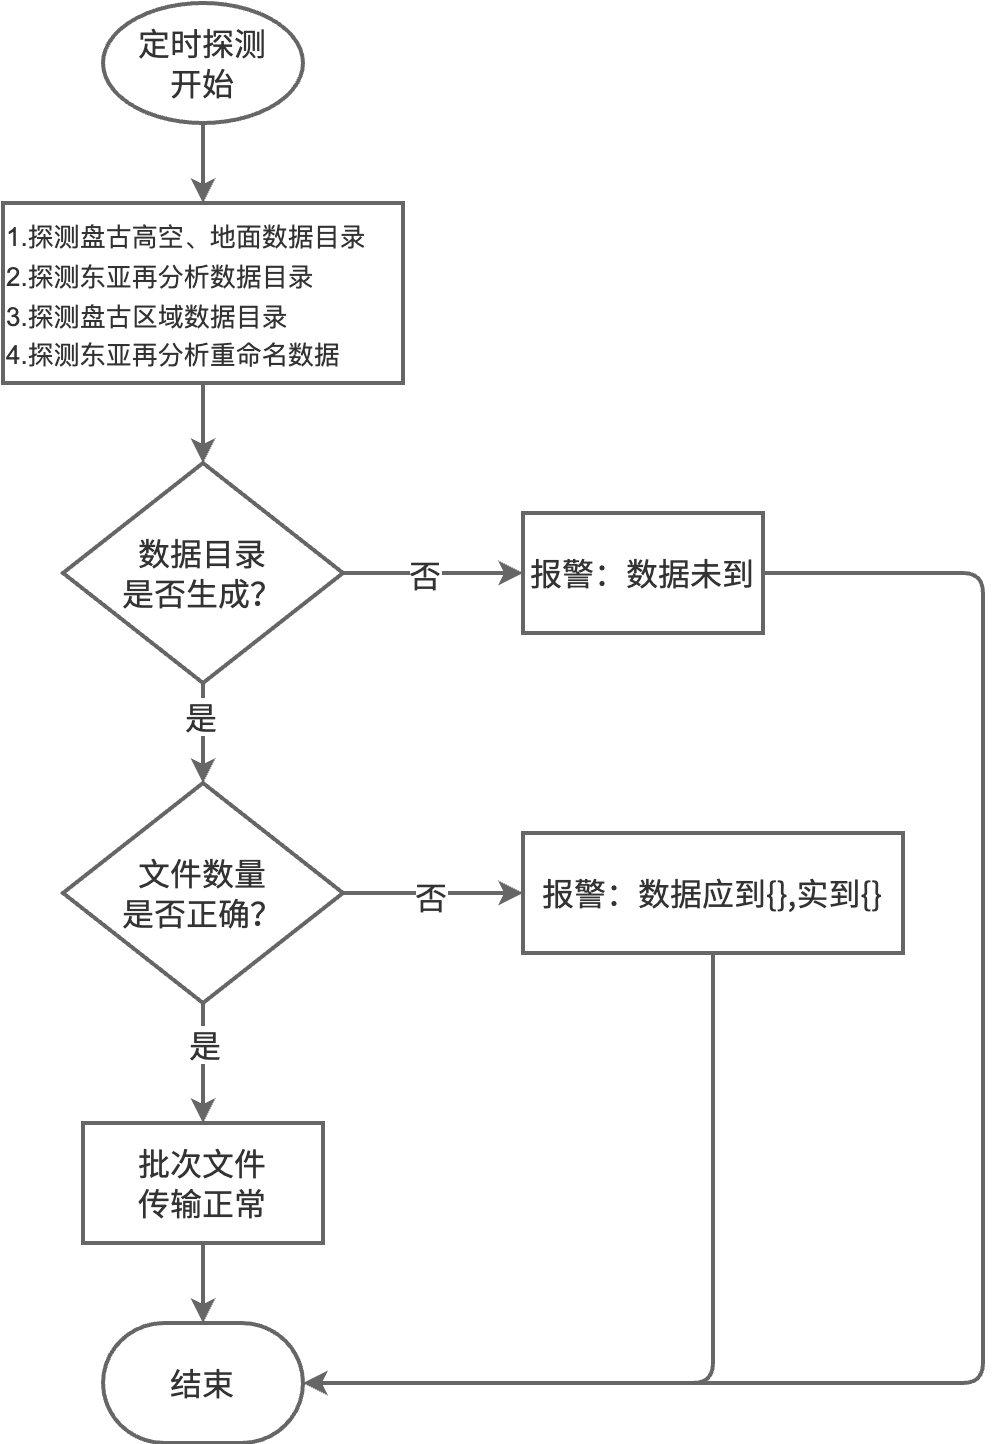 定时探测
开始
1.探测盘古高空、地面数据目录
2.探测东亚再分析数据目录
3.探测盘古区域数据目录
4.探测东亚再分析重命名数据
数据目录
是否生成？
否
报警：数据未到
是
文件数量
是否正确？
否
报警：数据应到{},实到{}
是
批次文件
传输正常
结束